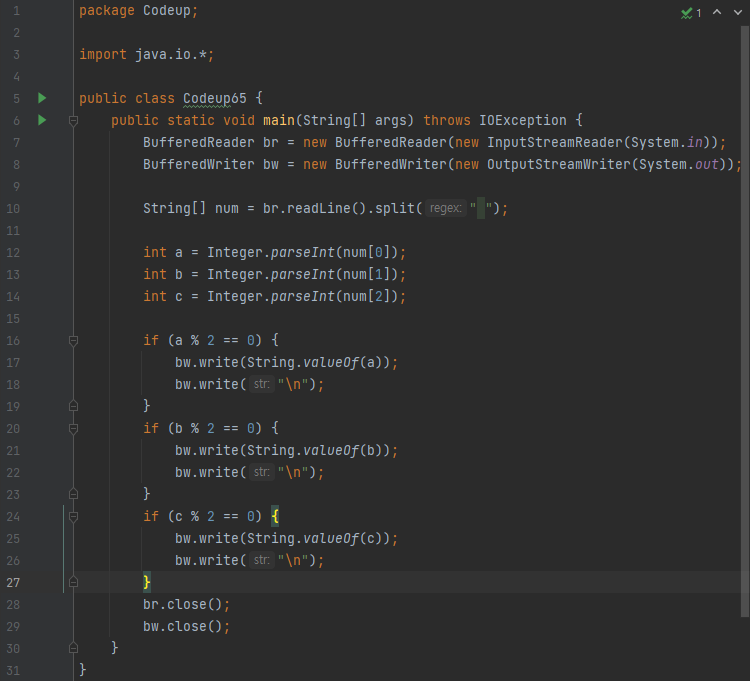 1 package Codeup;
2
3 import java.io.*;
4
5 public class Codeup65 {
6     public static void main(String[] args) throws IOException {
7         BufferedReader br = new BufferedReader(new InputStreamReader(System.in));
8         BufferedWriter bw = new BufferedWriter(new OutputStreamWriter(System.out));
9
10         String[] num = br.readLine().split( regex: " ");
11
12         int a = Integer.parseInt(num[0]);
13         int b = Integer.parseInt(num[1]);
14         int c = Integer.parseInt(num[2]);
15
16         if (a % 2 == 0) {
17             bw.write(String.valueOf(a));
18             bw.write( str: "\n");
19         }
20         if (b % 2 == 0) {
21             bw.write(String.valueOf(b));
22             bw.write( str: "\n");
23         }
24         if (c % 2 == 0) {
25             bw.write(String.valueOf(c));
26             bw.write( str: "\n");
27         }
28         br.close();
29         bw.close();
30     }
31 }
1